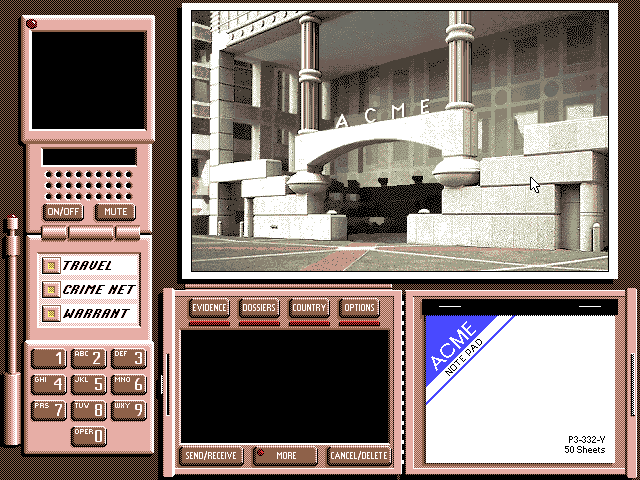 ACME
ON/OFF MUTE
TRAVEL
CRIME NET
WARRANT
1 ABC 2 DEF 3
GHI 4 JKL 5 MNO 6
PRS 7 TUV 8 WXY 9
OPER 0
EVIDENCE DOSSIERS COUNTRY OPTIONS
SEND/RECEIVE MORE CANCEL/DELETE
ACME
NOTE PAD
P3-332-Y
50 Sheets